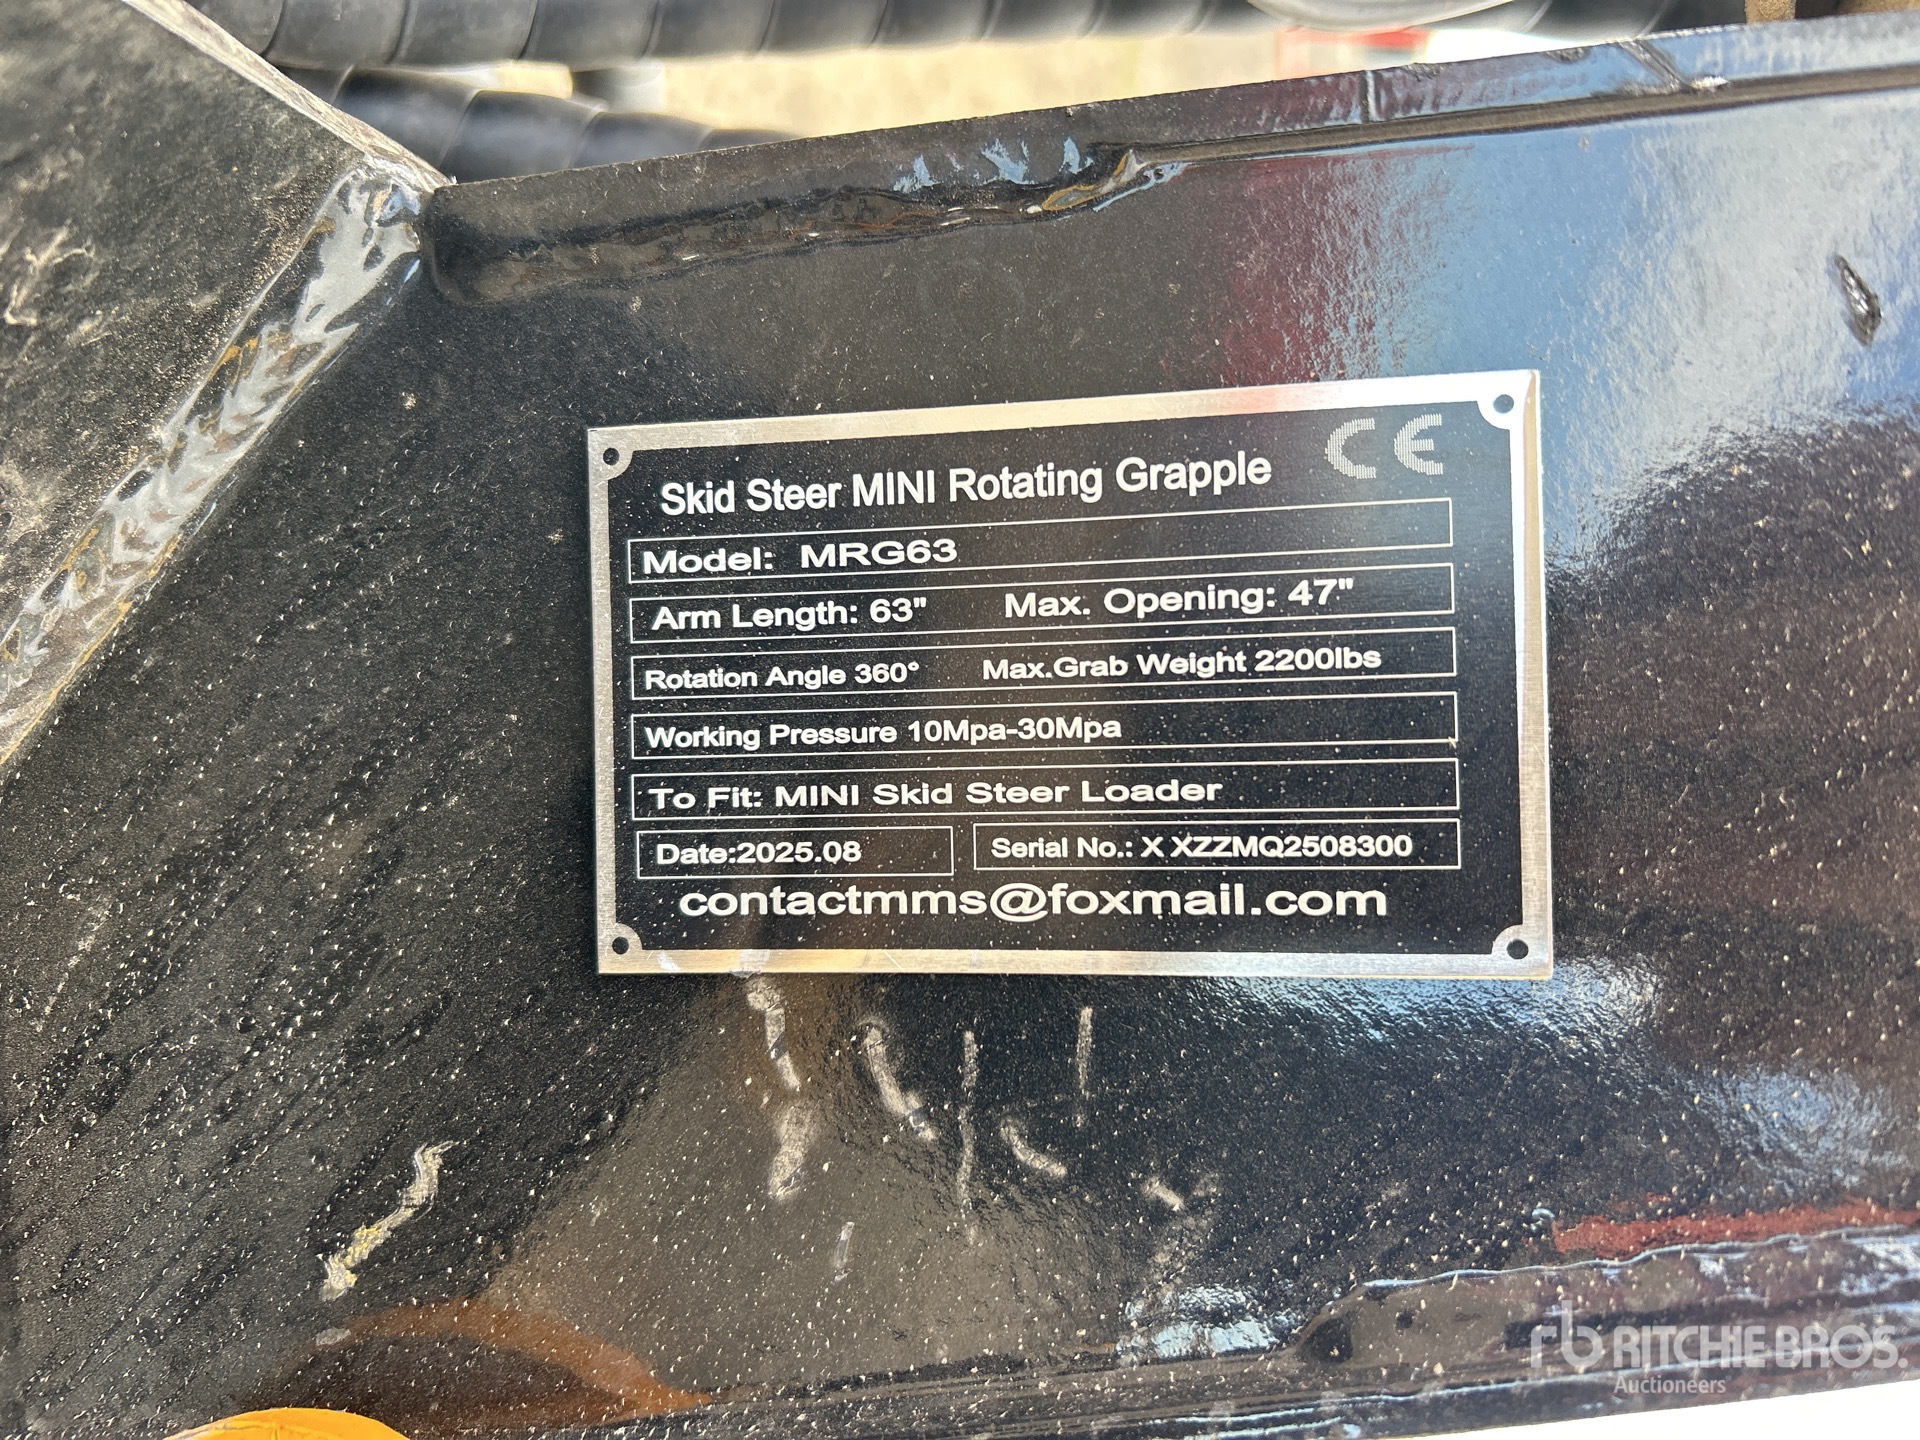 CE
Skid Steer MINI Rotating Grapple
Model: MRG63
Arm Length: 63" Max. Opening: 47"
Rotation Angle 360° Max.Grab Weight 2200lbs
Working Pressure 10Mpa-30Mpa
To Fit: MINI Skid Steer Loader
Date:2025.08 Serial No.: X XZZMQ2508300
contactmms@foxmail.com
rb RITCHIE BROS.
Auctioneers